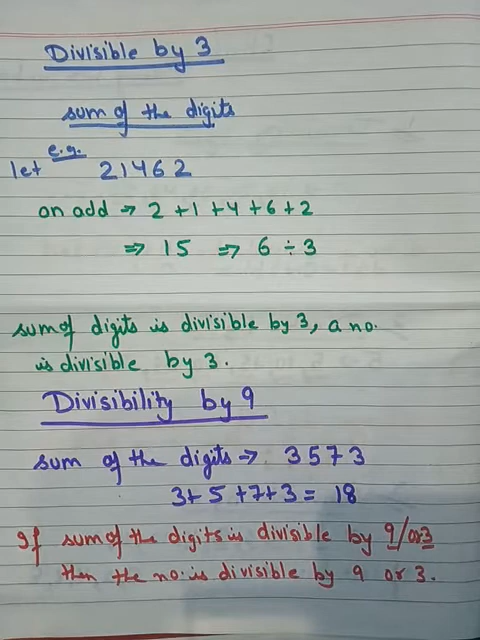 Divisible by 3
sum of the digits
e.g.
let 21462
on add → 2+1+4+6+2
⇒ 15 ⇒ 6 ÷ 3
sum of digits is divisible by 3, a no.
is divisible by 3.
Divisibility by 9
sum of the digits → 3573
3+5+7+3 = 18
If sum of the digits is divisible by 9/or 3
then the no. is divisible by 9 or 3.